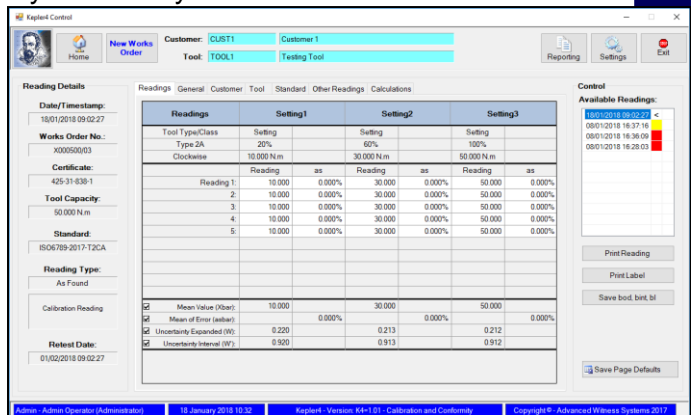 Kepler4 Control
Home
New Works Order
Customer: CUST1 Customer 1
Tool: TOOL1 Testing Tool
Reporting Settings Exit
Reading Details
Date/Timestamp:
18/01/2018 09:02:27
Works Order No.:
X000500/03
Certificate:
425-31-838-1
Tool Capacity:
50.000 N.m
Standard:
ISO6789-2017-T2CA
Reading Type:
As Found
Calibration Reading
Retest Date:
01/02/2018 09:02:27
Readings General Customer Tool Standard Other Readings Calculations
Readings Setting1 Setting2 Setting3
Tool Type/Class Setting Setting Setting
Type 2A 20% 60% 100%
Clockwise 10.000 N.m 30.000 N.m 50.000 N.m
Reading as Reading as Reading as
Reading 1: 10.000 0.000% 30.000 0.000% 50.000 0.000%
2: 10.000 0.000% 30.000 0.000% 50.000 0.000%
3: 10.000 0.000% 30.000 0.000% 50.000 0.000%
4: 10.000 0.000% 30.000 0.000% 50.000 0.000%
5: 10.000 0.000% 30.000 0.000% 50.000 0.000%
Mean Value (Xbar): 10.000 30.000 50.000
Mean of Error (asbar): 0.000% 0.000% 0.000%
Uncertainty Expanded (W): 0.220 0.213 0.212
Uncertainty Interval (W'): 0.920 0.913 0.912
Control
Available Readings:
18/01/2018 09:02:27 <
08/01/2018 16:37:16
08/01/2018 16:36:09
08/01/2018 16:28:03
Print Reading
Print Label
Save bod, bint, bl
Save Page Defaults
Admin - Admin Operator (Administrator) 18 January 2018 10:32 Kepler4 - Version: K4=1.01 - Calibration and Conformity Copyright © - Advanced Witness Systems 2017